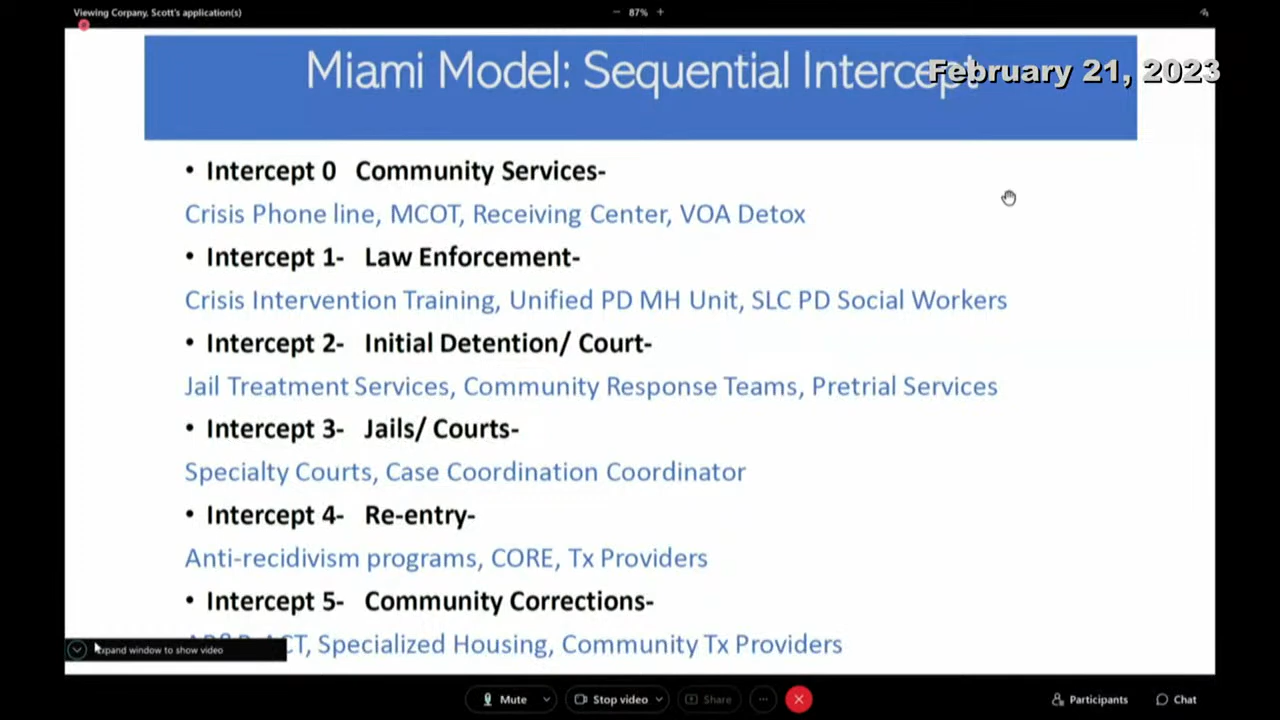 Viewing Corpany, Scott's application(s)
− 87% +
Miami Model: Sequential Intercept
February 21, 2023
• Intercept 0 Community Services-
Crisis Phone line, MCOT, Receiving Center, VOA Detox
• Intercept 1- Law Enforcement-
Crisis Intervention Training, Unified PD MH Unit, SLC PD Social Workers
• Intercept 2- Initial Detention/ Court-
Jail Treatment Services, Community Response Teams, Pretrial Services
• Intercept 3- Jails/ Courts-
Specialty Courts, Case Coordination Coordinator
• Intercept 4- Re-entry-
Anti-recidivism programs, CORE, Tx Providers
• Intercept 5- Community Corrections-
Specialized Housing, Community Tx Providers
Expand window to show video
Mute
Stop video
Share
Participants
Chat